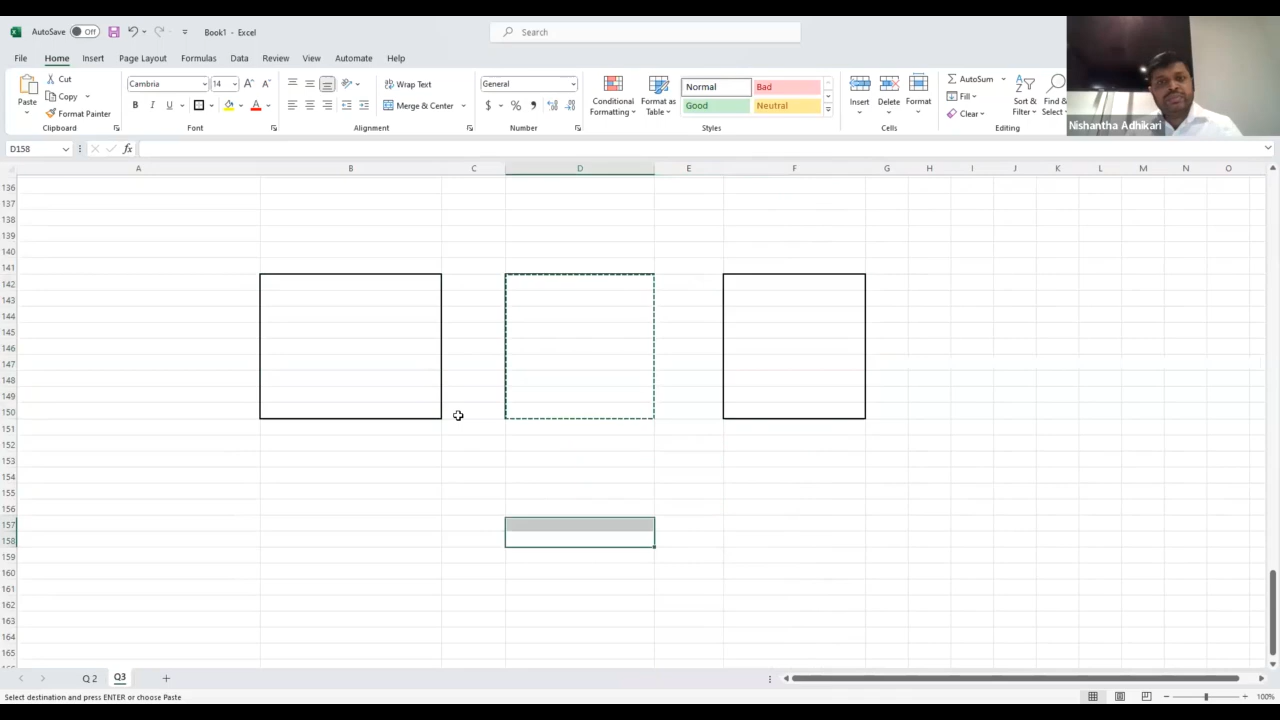 AutoSave Off Book1 - Excel Search
File Home Insert Page Layout Formulas Data Review View Automate Help
Paste Cut Copy Format Painter Clipboard
Cambria 14 A A B I U A Font
Wrap Text Merge & Center Alignment
General $ % Number
Conditional Formatting Format as Table Normal Bad Good Neutral Styles
Insert Delete Format Cells
AutoSum Fill Clear Sort & Filter Find & Select Editing
Nishantha Adhikari
D158 fx
A B C D E F G H I J K L M N O
136
137
138
139
140
141
142
143
144
145
146
147
148
149
150
151
152
153
154
155
156
157
158
159
160
161
162
163
164
165
Q 2 Q3
Select destination and press ENTER or choose Paste 100%